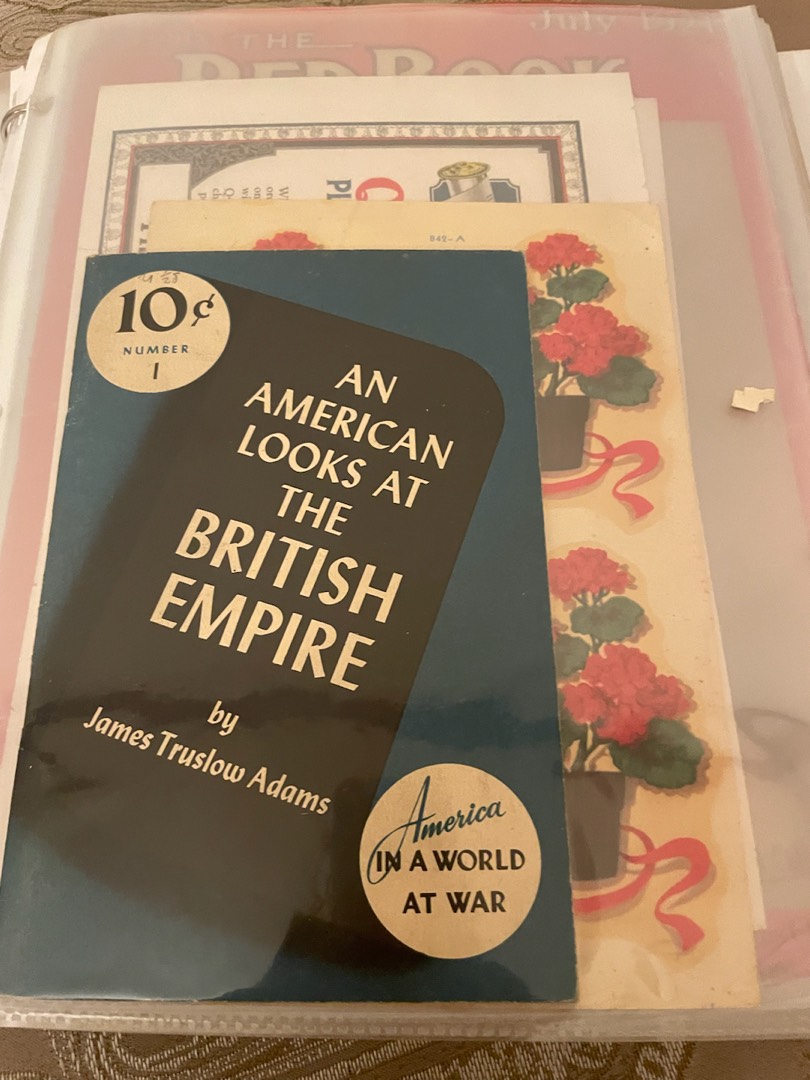 THE
RED BOOK
842-A
10¢
NUMBER
1
AN
AMERICAN
LOOKS AT
THE
BRITISH
EMPIRE
by
James Truslow Adams
America
IN A WORLD
AT WAR